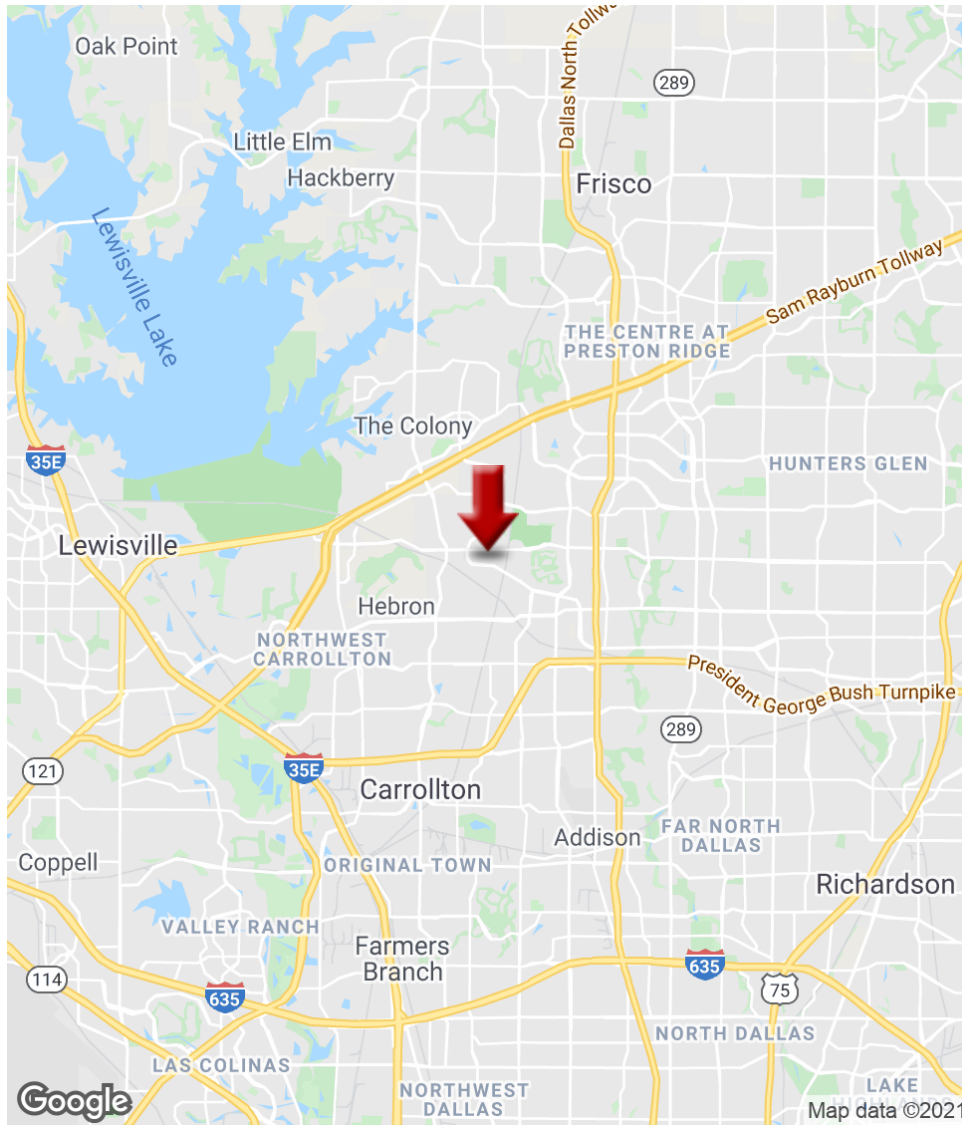 Oak Point
Dallas North Tollway
289
Little Elm
Hackberry
Frisco
Lewisville
Lake
Sam Rayburn Tollway
THE CENTRE AT
PRESTON RIDGE
The Colony
35E
HUNTERS GLEN
Lewisville
Hebron
NORTHWEST
CARROLLTON
President George Bush Turnpike
289
121
35E
Carrollton
Addison
FAR NORTH
DALLAS
Coppell
ORIGINAL TOWN
Richardson
VALLEY RANCH
Farmers
Branch
114
635
635
75
NORTH DALLAS
LAS COLINAS
NORTHWEST
DALLAS
LAKE
Google
Map data ©2021